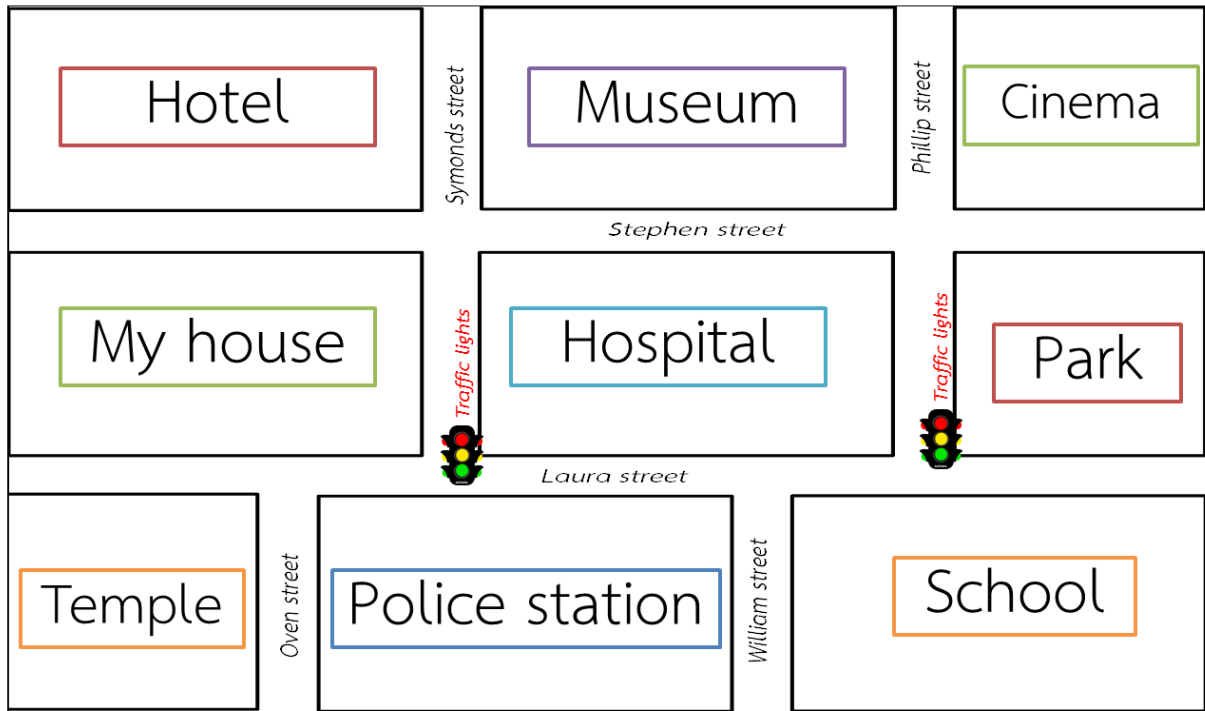 Hotel
Symonds street
Museum
Phillip street
Cinema
Stephen street
My house
Traffic lights
Hospital
Traffic lights
Park
Laura street
Temple
Oven street
Police station
William street
School